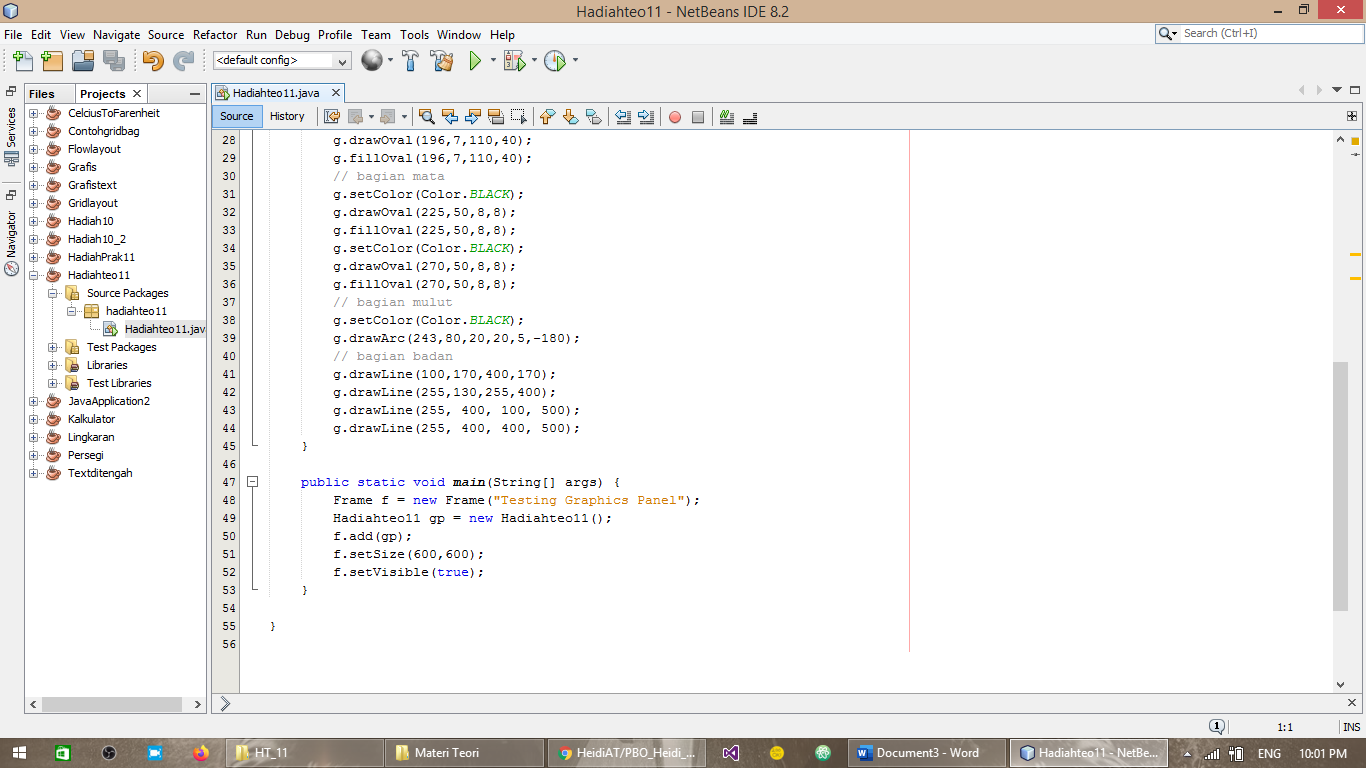 Hadiahteo11 - NetBeans IDE 8.2
File Edit View Navigate Source Refactor Run Debug Profile Team Tools Window Help
Search (Ctrl+I)
<default config>
Files Projects
Hadiahteo11.java
Source History
Services
Navigator
CelciusToFarenheit
Contohgridbag
Flowlayout
Grafis
Grafistext
Gridlayout
Hadiah10
Hadiah10_2
HadiahPrak11
Hadiahteo11
Source Packages
hadiahteo11
Hadiahteo11.jav
Test Packages
Libraries
Test Libraries
JavaApplication2
Kalkulator
Lingkaran
Persegi
Textditengah
28 g.drawOval(196,7,110,40);
29 g.fillOval(196,7,110,40);
30 // bagian mata
31 g.setColor(Color.BLACK);
32 g.drawOval(225,50,8,8);
33 g.fillOval(225,50,8,8);
34 g.setColor(Color.BLACK);
35 g.drawOval(270,50,8,8);
36 g.fillOval(270,50,8,8);
37 // bagian mulut
38 g.setColor(Color.BLACK);
39 g.drawArc(243,80,20,20,5,-180);
40 // bagian badan
41 g.drawLine(100,170,400,170);
42 g.drawLine(255,130,255,400);
43 g.drawLine(255, 400, 100, 500);
44 g.drawLine(255, 400, 400, 500);
45 }
46
47 public static void main(String[] args) {
48 Frame f = new Frame("Testing Graphics Panel");
49 Hadiahteo11 gp = new Hadiahteo11();
50 f.add(gp);
51 f.setSize(600,600);
52 f.setVisible(true);
53 }
54
55 }
56
1 1:1 INS
HT_11
Materi Teori
HeidiAT/PBO_Heidi_...
Document3 - Word
Hadiahteo11 - NetBe...
ENG 10:01 PM